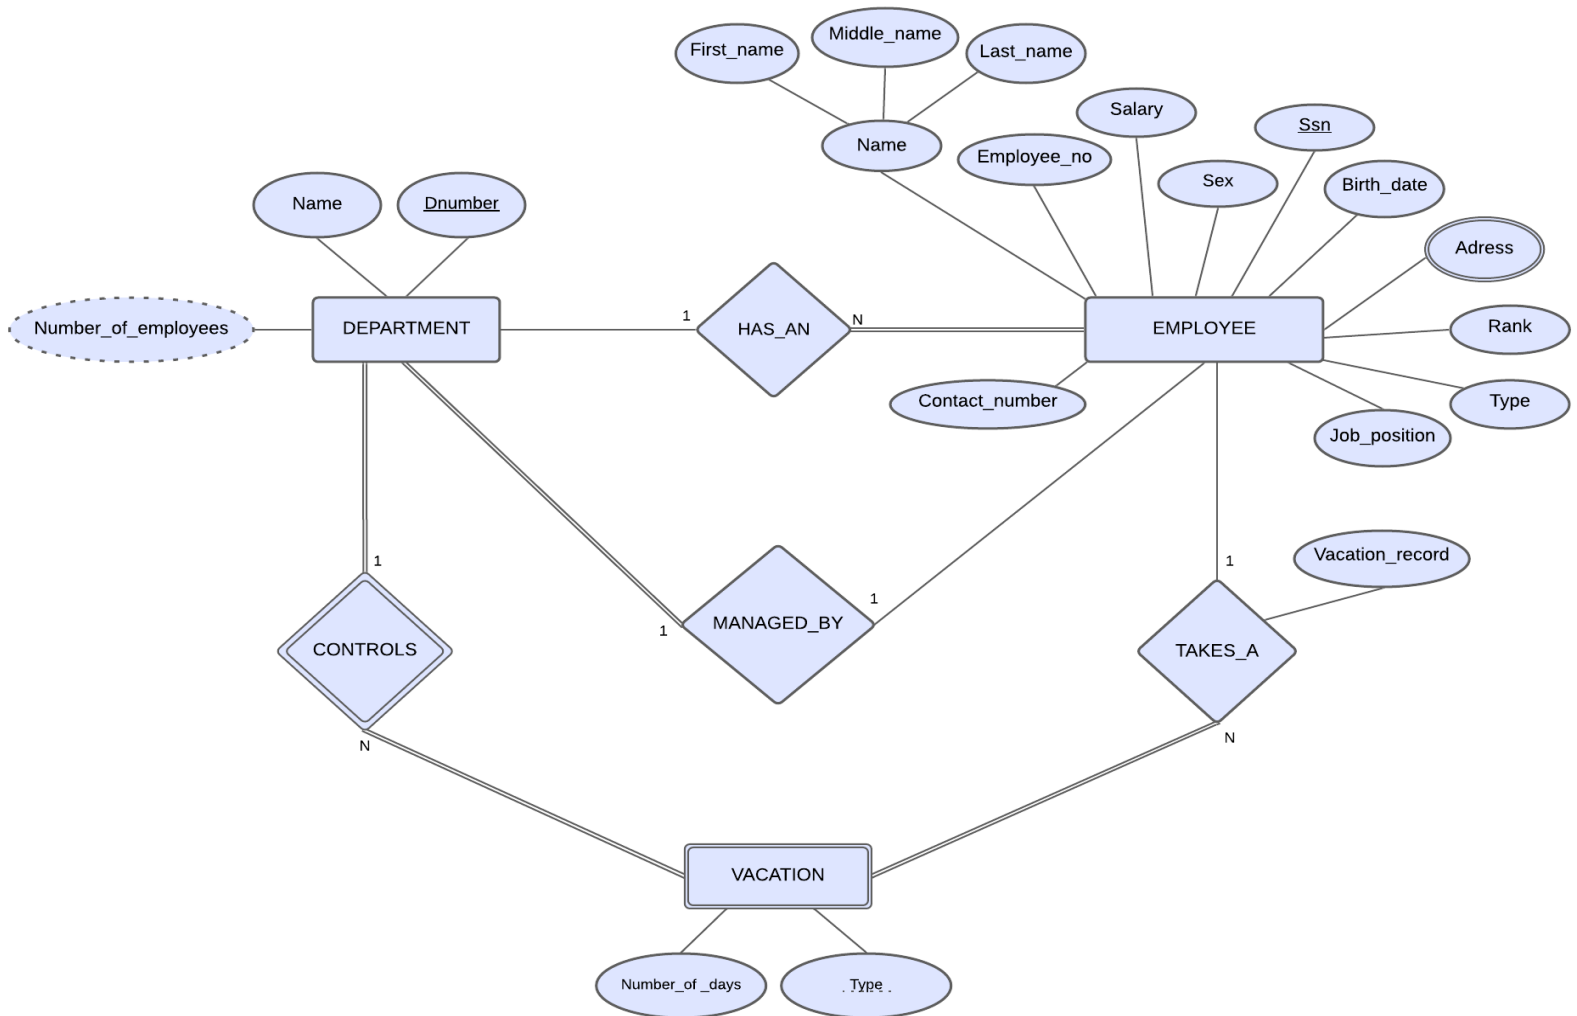 First_name
Middle_name
Last_name
Name
Employee_no
Salary
Sex
Ssn
Birth_date
Adress
Name
Dnumber
Number_of_employees
DEPARTMENT
1
HAS_AN
N
EMPLOYEE
Rank
Contact_number
Type
Job_position
1
1
MANAGED_BY
1
1
Vacation_record
CONTROLS
TAKES_A
N
N
VACATION
Number_of _days
Type